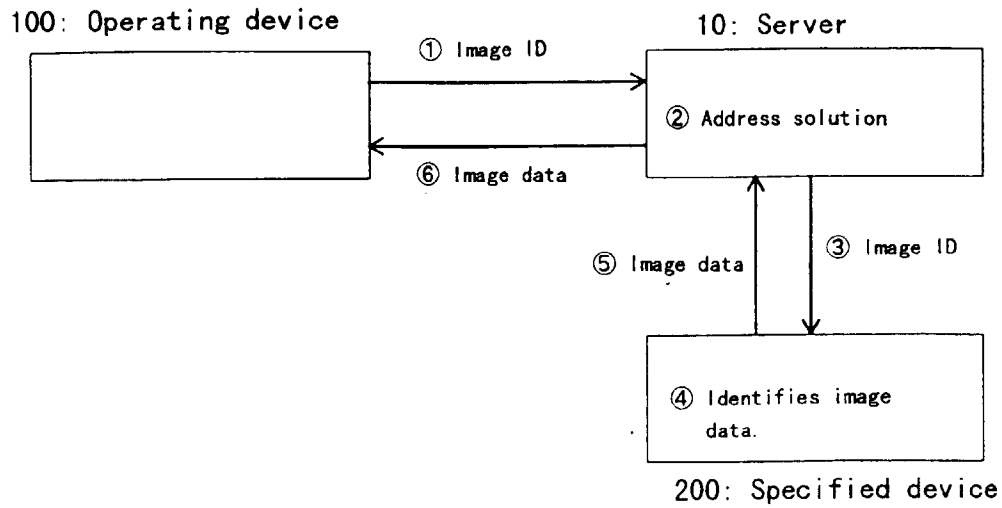 100: Operating device
10: Server
① Image ID
② Address solution
⑥ Image data
③ Image ID
⑤ Image data
④ Identifies image
data.
200: Specified device